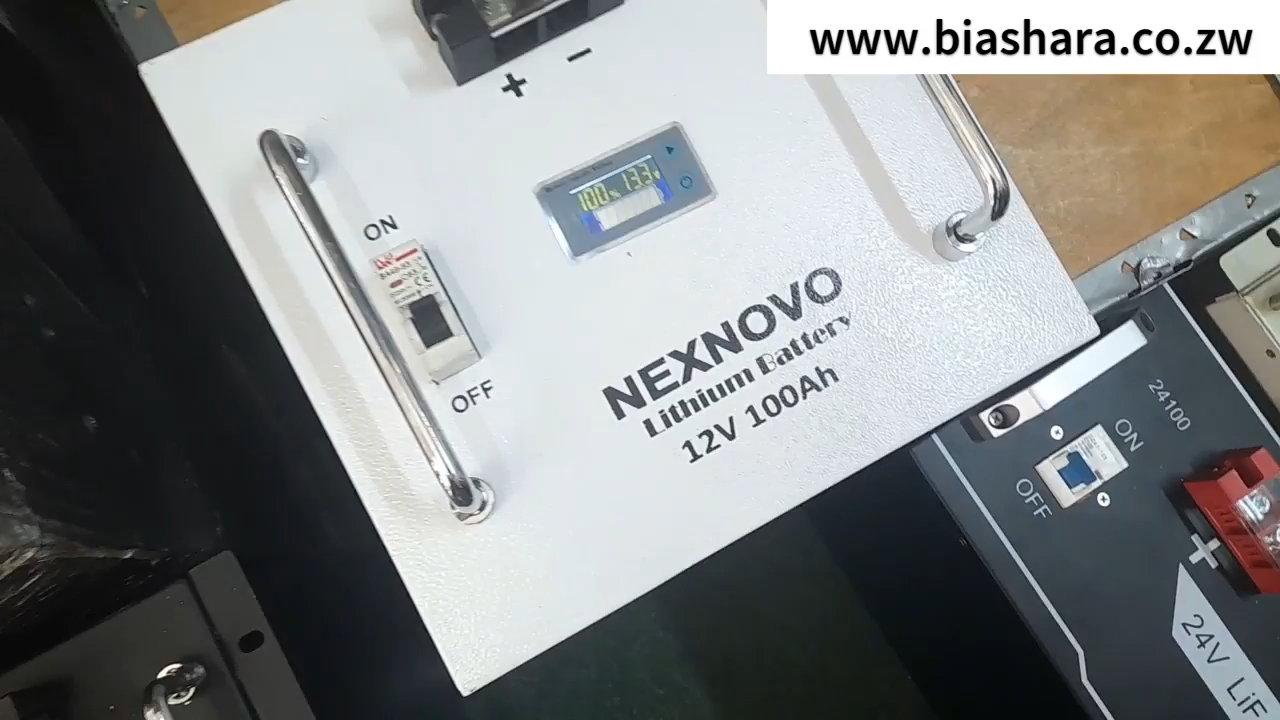 www.biashara.co.zw
+ -
100% 13.3v
ON
OFF
NEXNOVO
Lithium Battery
12V 100Ah
24100
ON
OFF
+
24V LiF